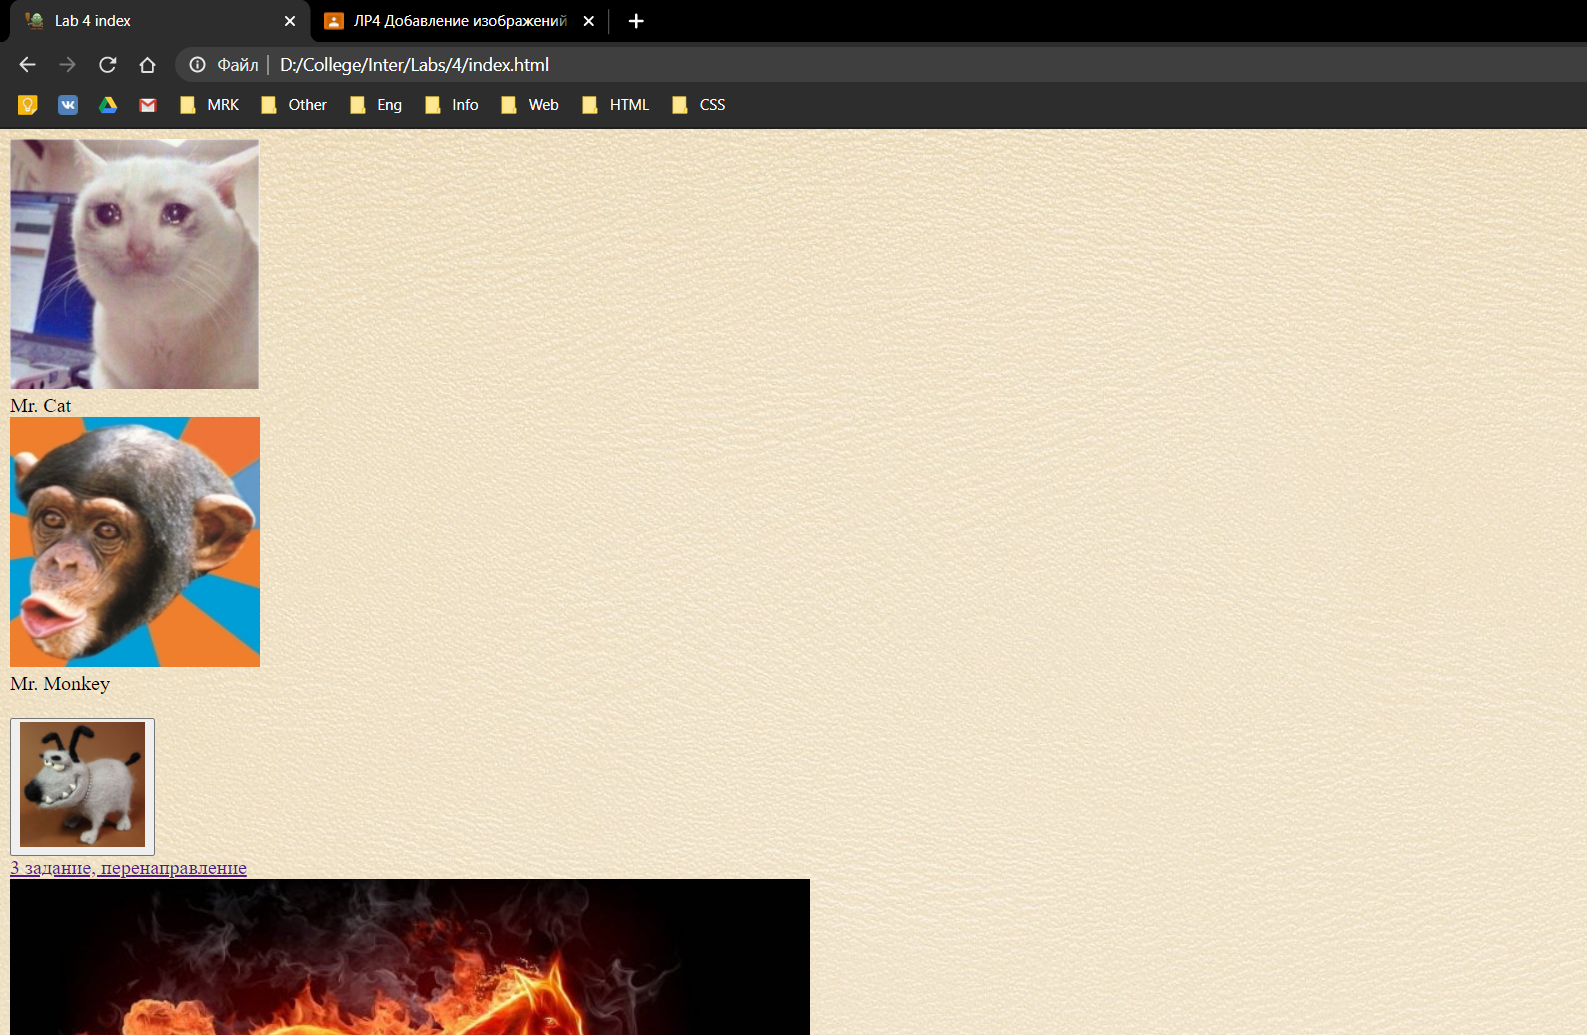 Lab 4 index
ЛР4 Добавление изображений
Файл
D:/College/Inter/Labs/4/index.html
MRK Other Eng Info Web HTML CSS
Mr. Cat
Mr. Monkey
3 задание, перенаправление